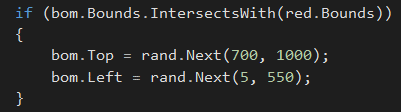 if (bom.Bounds.IntersectsWith(red.Bounds))
{
    bom.Top = rand.Next(700, 1000);
    bom.Left = rand.Next(5, 550);
}